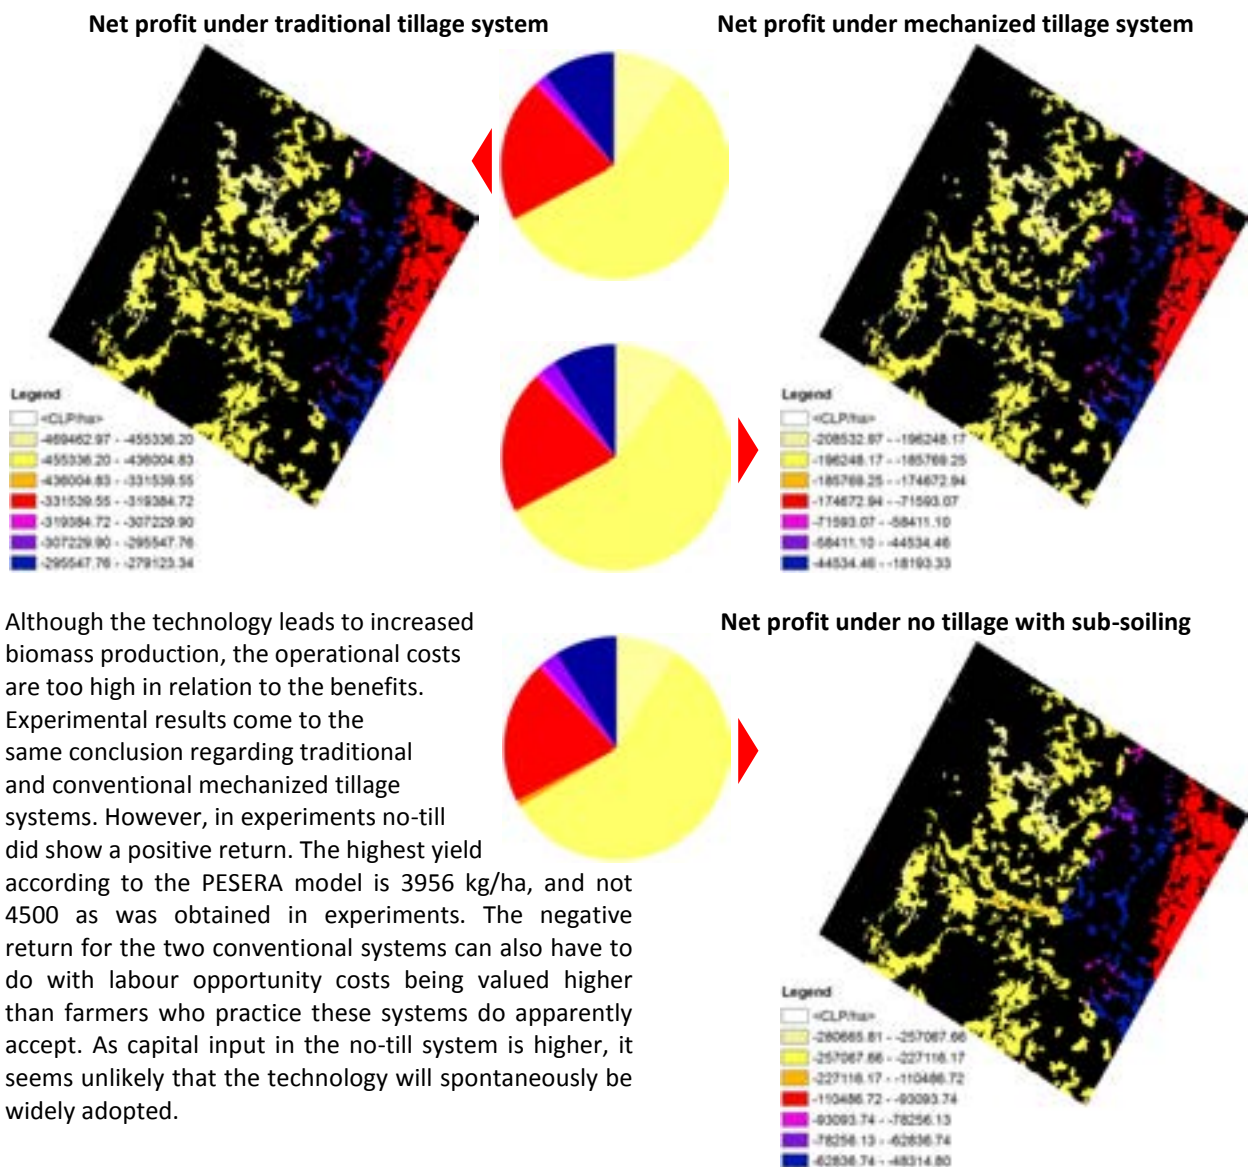 Net profit under traditional tillage system
Net profit under mechanized tillage system
Legend
<CLP/ha>
-469462.97 - -455336.20
-455336.20 - -436004.83
-436004.83 - -331539.55
-331539.55 - -319384.72
-319384.72 - -307229.90
-307229.90 - -295547.76
-295547.76 - -279123.34
Legend
<CLP/ha>
-208532.97 - -196248.17
-196248.17 - -185769.25
-185769.25 - -174672.94
-174672.94 - -71593.07
-71593.07 - -58411.10
-58411.10 - -44534.46
-44534.46 - -18193.33
Although the technology leads to increased
biomass production, the operational costs
are too high in relation to the benefits.
Experimental results come to the
same conclusion regarding traditional
and conventional mechanized tillage
systems. However, in experiments no-till
did show a positive return. The highest yield
according to the PESERA model is 3956 kg/ha, and not
4500 as was obtained in experiments. The negative
return for the two conventional systems can also have to
do with labour opportunity costs being valued higher
than farmers who practice these systems do apparently
accept. As capital input in the no-till system is higher, it
seems unlikely that the technology will spontaneously be
widely adopted.
Net profit under no tillage with sub-soiling
Legend
<CLP/ha>
-280665.81 - -257067.66
-257067.66 - -227116.17
-227116.17 - -110486.72
-110486.72 - -93093.74
-93093.74 - -78256.13
-78256.13 - -62836.74
-62836.74 - -48314.80